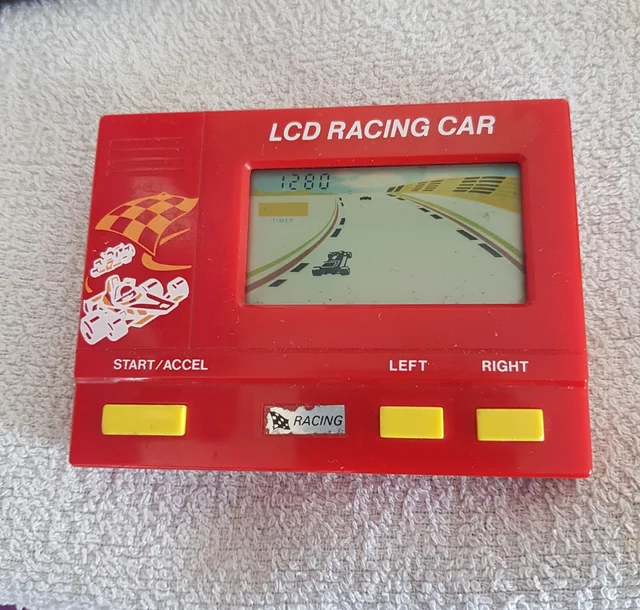 LCD RACING CAR
1280
TIMER
START/ACCEL
LEFT
RIGHT
RACING